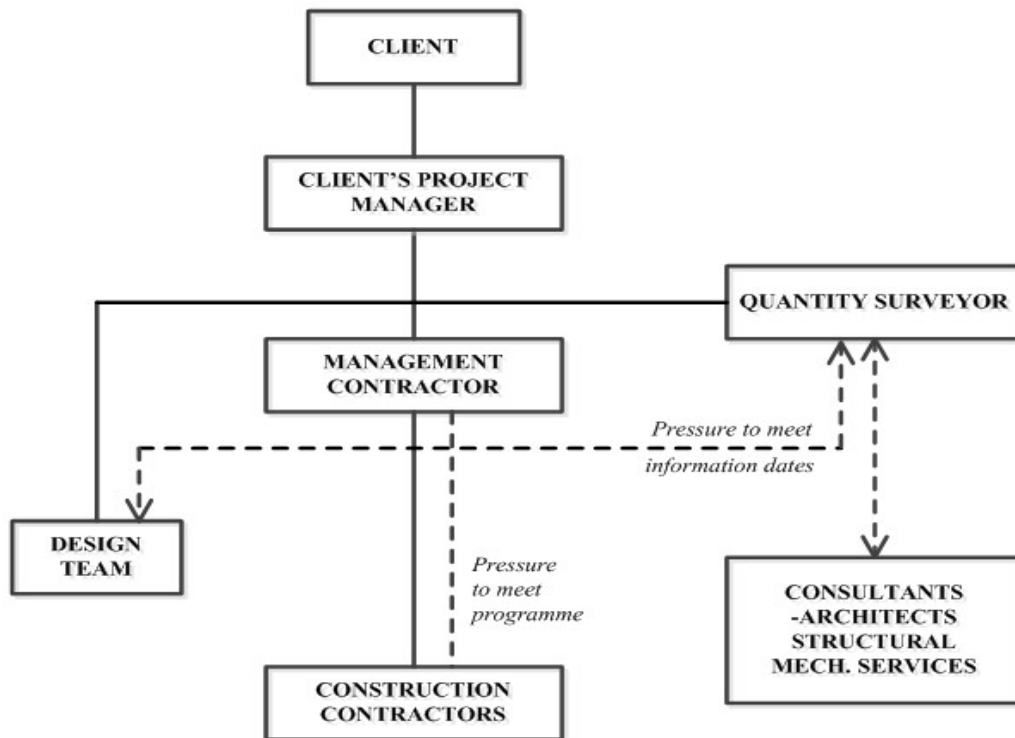 CLIENT
CLIENT'S PROJECT
MANAGER
QUANTITY SURVEYOR
MANAGEMENT
CONTRACTOR
Pressure to meet
information dates
DESIGN
TEAM
Pressure
to meet
programme
CONSULTANTS
-ARCHITECTS
STRUCTURAL
MECH. SERVICES
CONSTRUCTION
CONTRACTORS